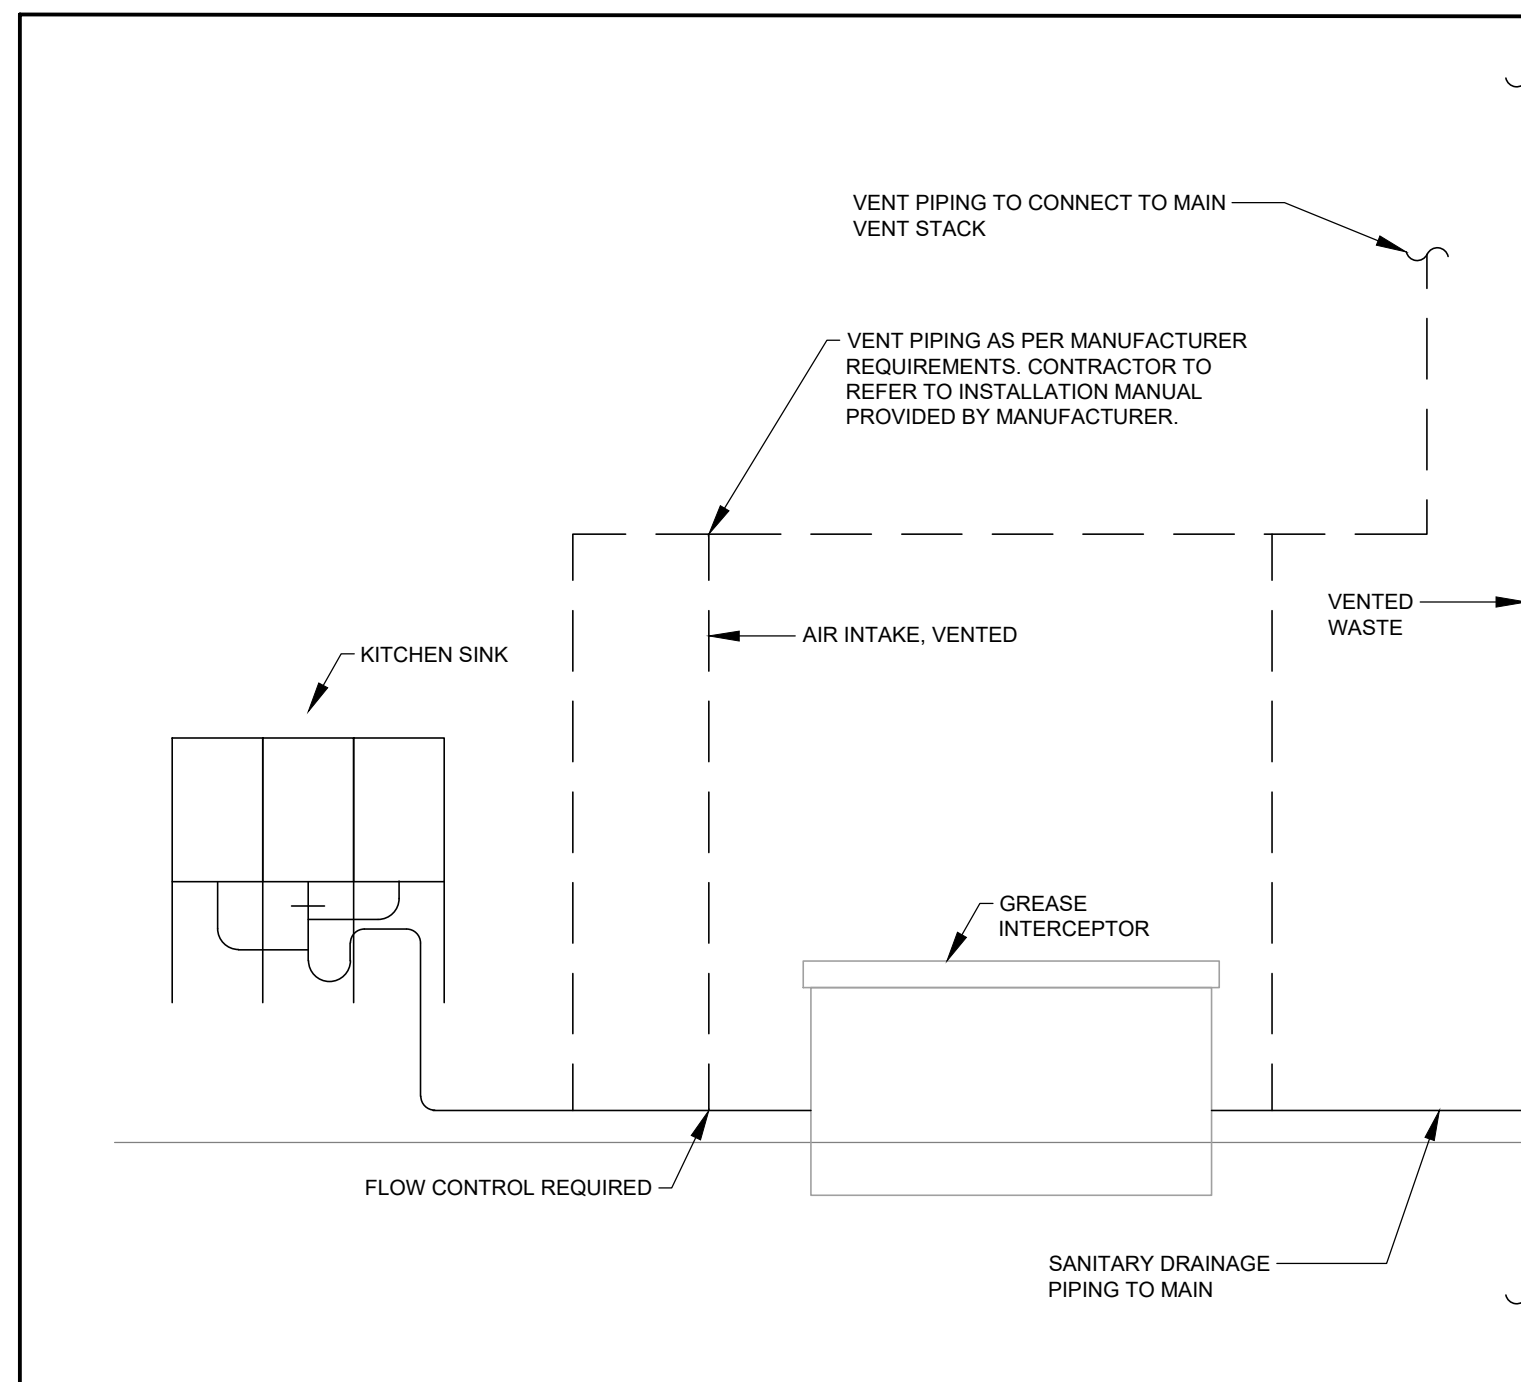 VENT PIPING TO CONNECT TO MAIN
VENT STACK
VENT PIPING AS PER MANUFACTURER
REQUIREMENTS. CONTRACTOR TO
REFER TO INSTALLATION MANUAL
PROVIDED BY MANUFACTURER.
VENTED
WASTE
AIR INTAKE, VENTED
KITCHEN SINK
GREASE
INTERCEPTOR
FLOW CONTROL REQUIRED
SANITARY DRAINAGE
PIPING TO MAIN